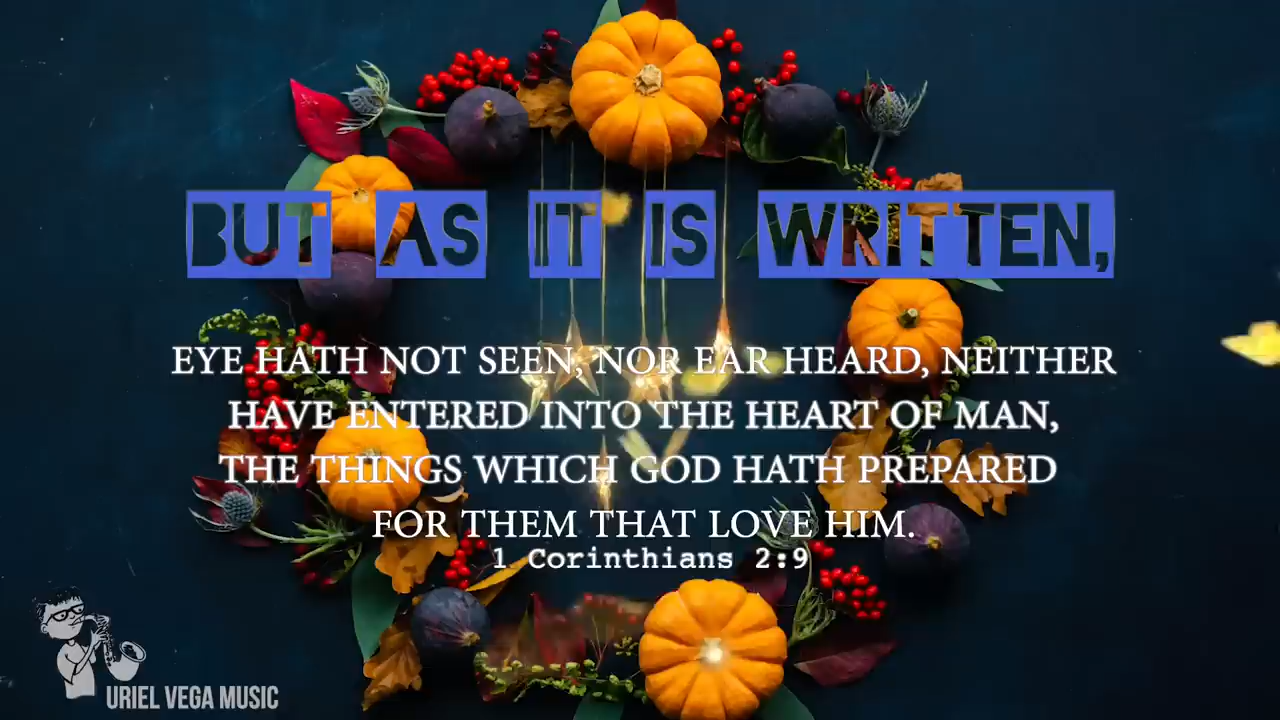 BUT AS IT IS WRITTEN,
EYE HATH NOT SEEN, NOR EAR HEARD, NEITHER
HAVE ENTERED INTO THE HEART OF MAN,
THE THINGS WHICH GOD HATH PREPARED
FOR THEM THAT LOVE HIM.
1 Corinthians 2:9
URIEL VEGA MUSIC